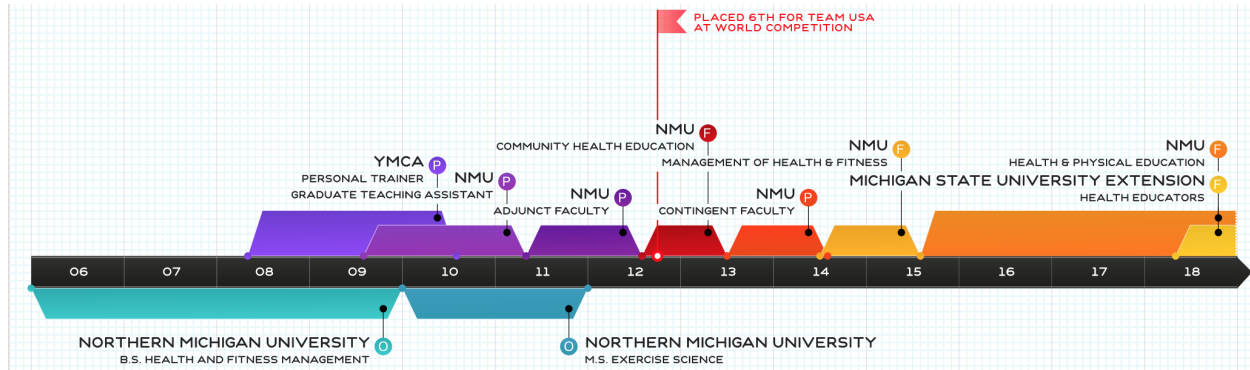 PLACED 6TH FOR TEAM USA
AT WORLD COMPETITION
NMU F
COMMUNITY HEALTH EDUCATION
NMU F
MANAGEMENT OF HEALTH & FITNESS
NMU F
HEALTH & PHYSICAL EDUCATION
YMCA P
PERSONAL TRAINER
NMU P
GRADUATE TEACHING ASSISTANT
MICHIGAN STATE UNIVERSITY EXTENSION F
HEALTH EDUCATORS
NMU P
ADJUNCT FACULTY
NMU P
CONTINGENT FACULTY
06 07 08 09 10 11 12 13 14 15 16 17 18
NORTHERN MICHIGAN UNIVERSITY O
B.S. HEALTH AND FITNESS MANAGEMENT
O NORTHERN MICHIGAN UNIVERSITY
M.S. EXERCISE SCIENCE